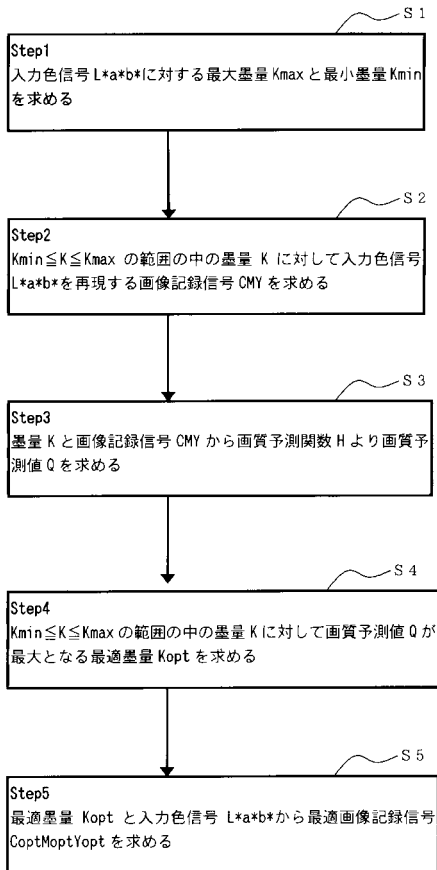 S1
Step1
入力色信号 L*a*b*に対する最大墨量 Kmax と最小墨量 Kmin
を求める
S2
Step2
Kmin≦K≦Kmax の範囲の中の墨量 K に対して入力色信号
L*a*b*を再現する画像記録信号 CMY を求める
S3
Step3
墨量 K と画像記録信号 CMY から画質予測関数 H より画質予
測値 Q を求める
S4
Step4
Kmin≦K≦Kmax の範囲の中の墨量 K に対して画質予測値 Q が
最大となる最適墨量 Kopt を求める
S5
Step5
最適墨量 Kopt と入力色信号 L*a*b*から最適画像記録信号
CoptMoptYopt を求める